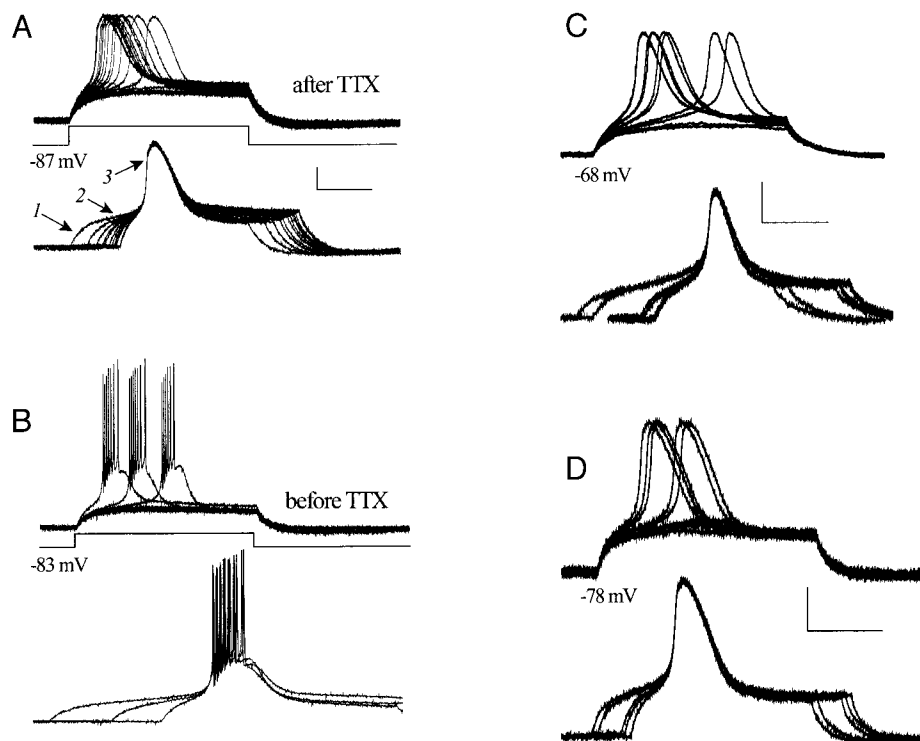 A
after TTX
-87 mV
1
2
3
B
before TTX
-83 mV
C
-68 mV
D
-78 mV